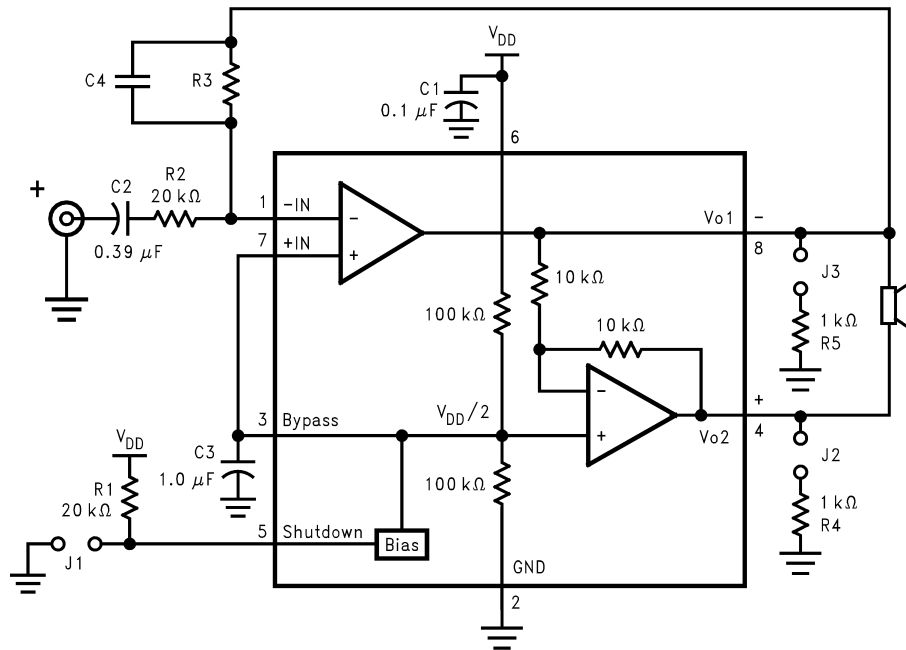 V_DD
C4
R3
C1
0.1 μF
6
+
C2
0.39 μF
R2
20 kΩ
1
-IN
7
+IN
−
+
Vo1
−
8
10 kΩ
J3
100 kΩ
10 kΩ
1 kΩ
R5
−
+
3
Bypass
V_DD/2
Vo2
+
4
J2
V_DD
C3
1.0 μF
100 kΩ
R1
20 kΩ
1 kΩ
R4
5
Shutdown
Bias
J1
GND
2